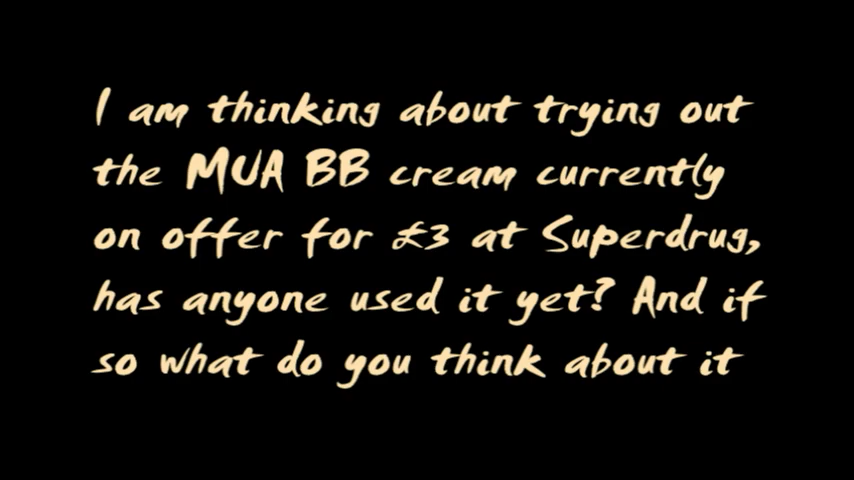 I am thinking about trying out
the MUA BB cream currently
on offer for £3 at Superdrug,
has anyone used it yet? And if
so what do you think about it